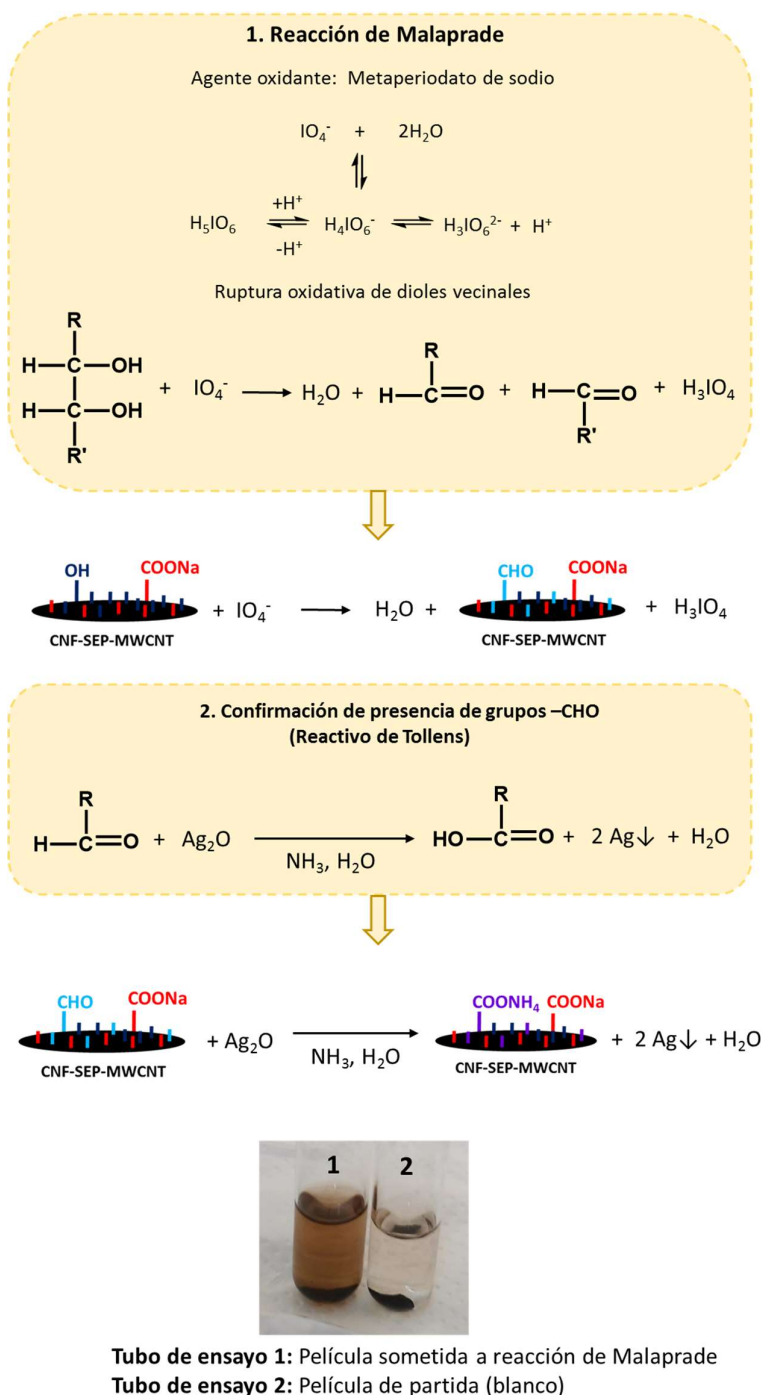 1. Reacción de Malaprade
Agente oxidante: Metaperiodato de sodio
IO₄⁻ + 2H₂O
+H⁺
H₅IO₆ H₄IO₆⁻ H₃IO₆²⁻ + H⁺
-H⁺
Ruptura oxidativa de dioles vecinales
R
H—C—OH
H—C—OH
R'
+ IO₄⁻ ⟶ H₂O +
R
H—C=O
+
H—C=O
R'
+ H₃IO₄
OH COONa
CNF-SEP-MWCNT
+ IO₄⁻ ⟶ H₂O +
CHO COONa
CNF-SEP-MWCNT
+ H₃IO₄
2. Confirmación de presencia de grupos –CHO
(Reactivo de Tollens)
R
H—C=O + Ag₂O
NH₃, H₂O
R
HO—C=O + 2 Ag↓ + H₂O
CHO COONa
CNF-SEP-MWCNT
+ Ag₂O
NH₃, H₂O
COONH₄ COONa
CNF-SEP-MWCNT
+ 2 Ag↓ + H₂O
1 2
Tubo de ensayo 1: Película sometida a reacción de Malaprade
Tubo de ensayo 2: Película de partida (blanco)